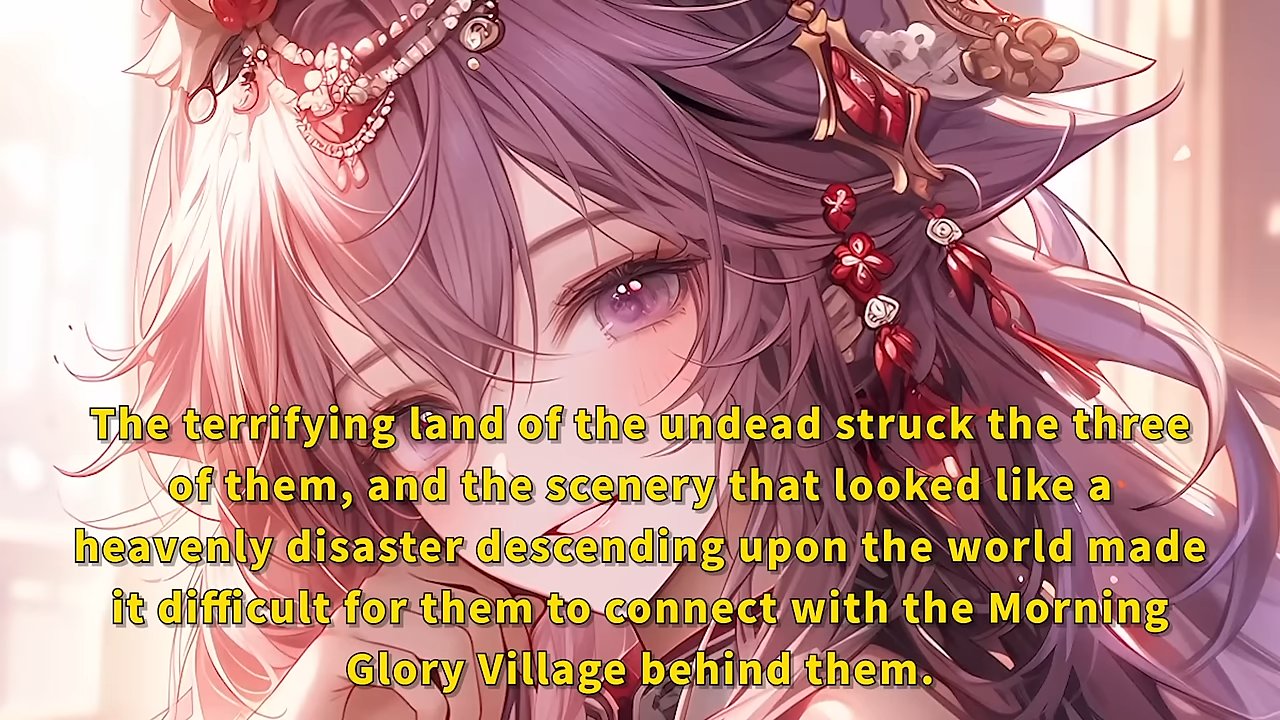 The terrifying land of the undead struck the three
of them, and the scenery that looked like a
heavenly disaster descending upon the world made
it difficult for them to connect with the Morning
Glory Village behind them.